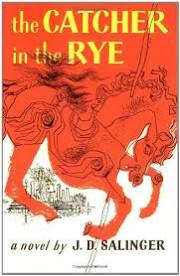 the CATCHER
in the RYE
a novel by J. D. SALINGER